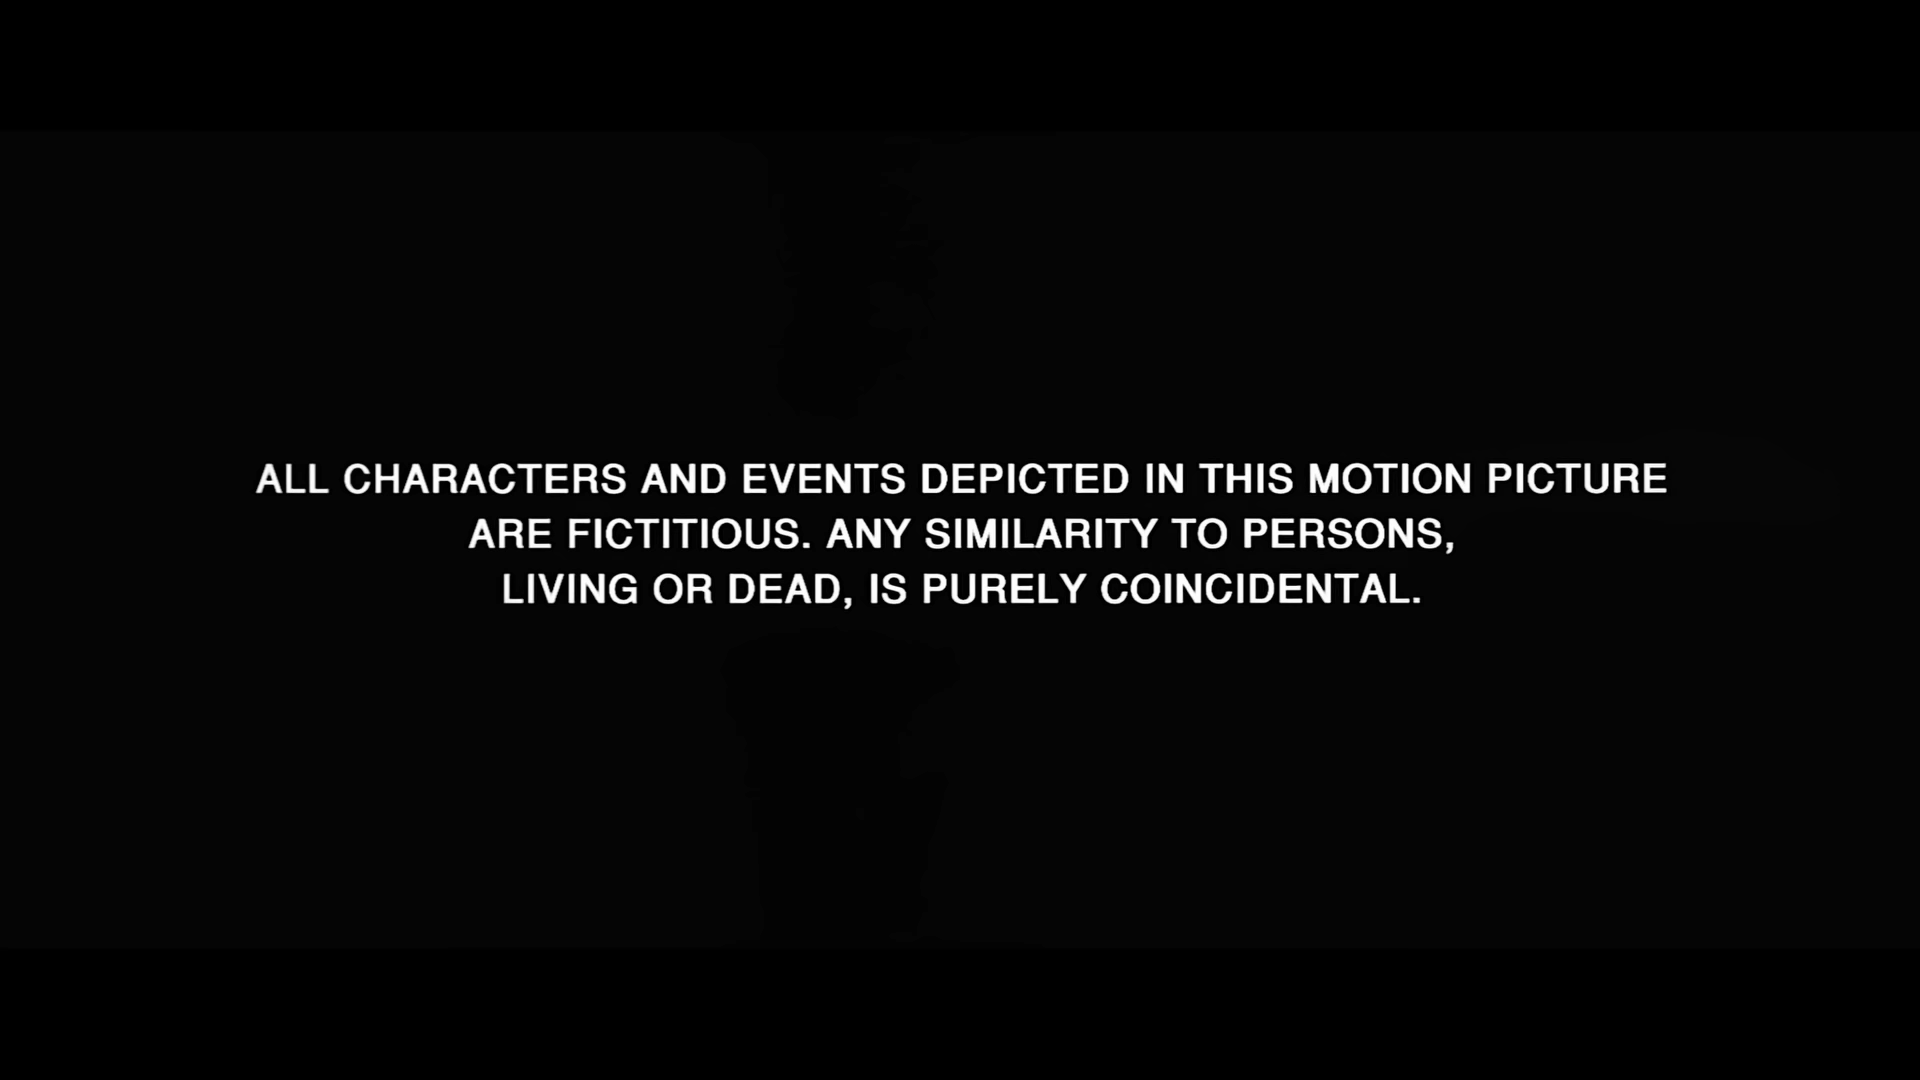 ALL CHARACTERS AND EVENTS DEPICTED IN THIS MOTION PICTURE
ARE FICTITIOUS. ANY SIMILARITY TO PERSONS,
LIVING OR DEAD, IS PURELY COINCIDENTAL.